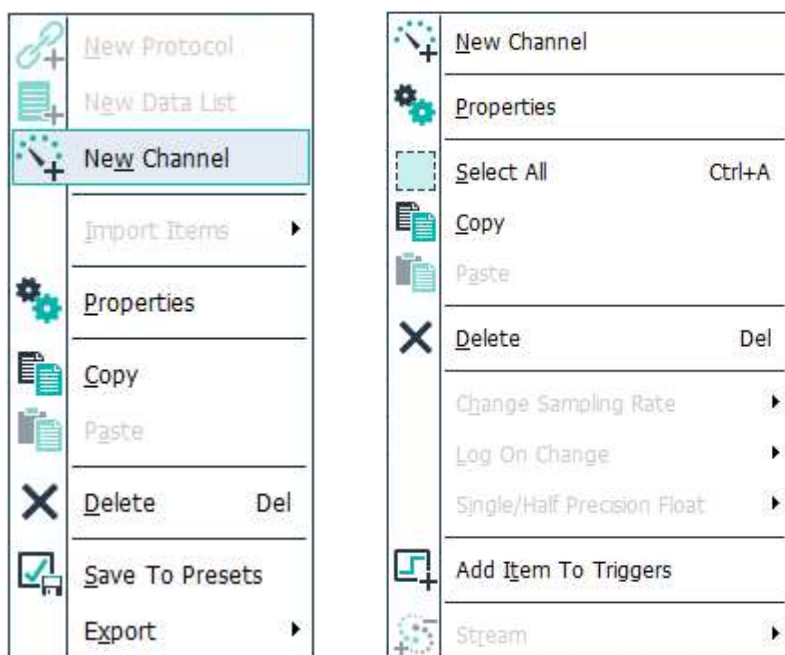 New Protocol
New Data List
New Channel
Import Items
Properties
Copy
Paste
Delete Del
Save To Presets
Export
New Channel
Properties
Select All Ctrl+A
Copy
Paste
Delete Del
Change Sampling Rate
Log On Change
Single/Half Precision Float
Add Item To Triggers
Stream